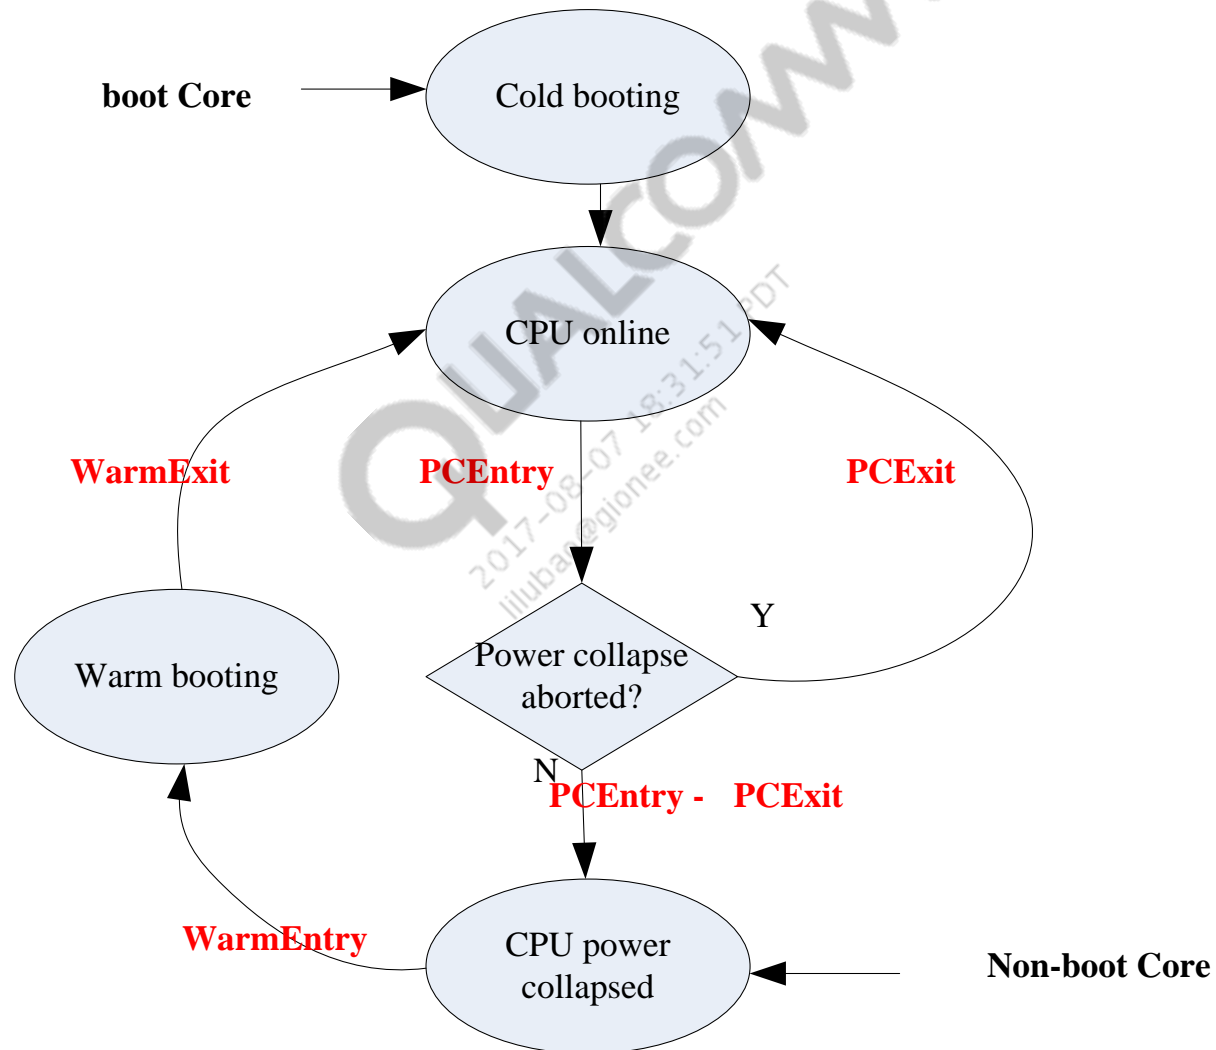 boot Core
Cold booting
QUALCOMM
CPU online
2017-08-07 18:31:51 PDT
lilubao@gionee.com
WarmExit
PCEntry
PCExit
Y
Power collapse
aborted?
Warm booting
N
PCEntry - PCExit
WarmEntry
CPU power
collapsed
Non-boot Core